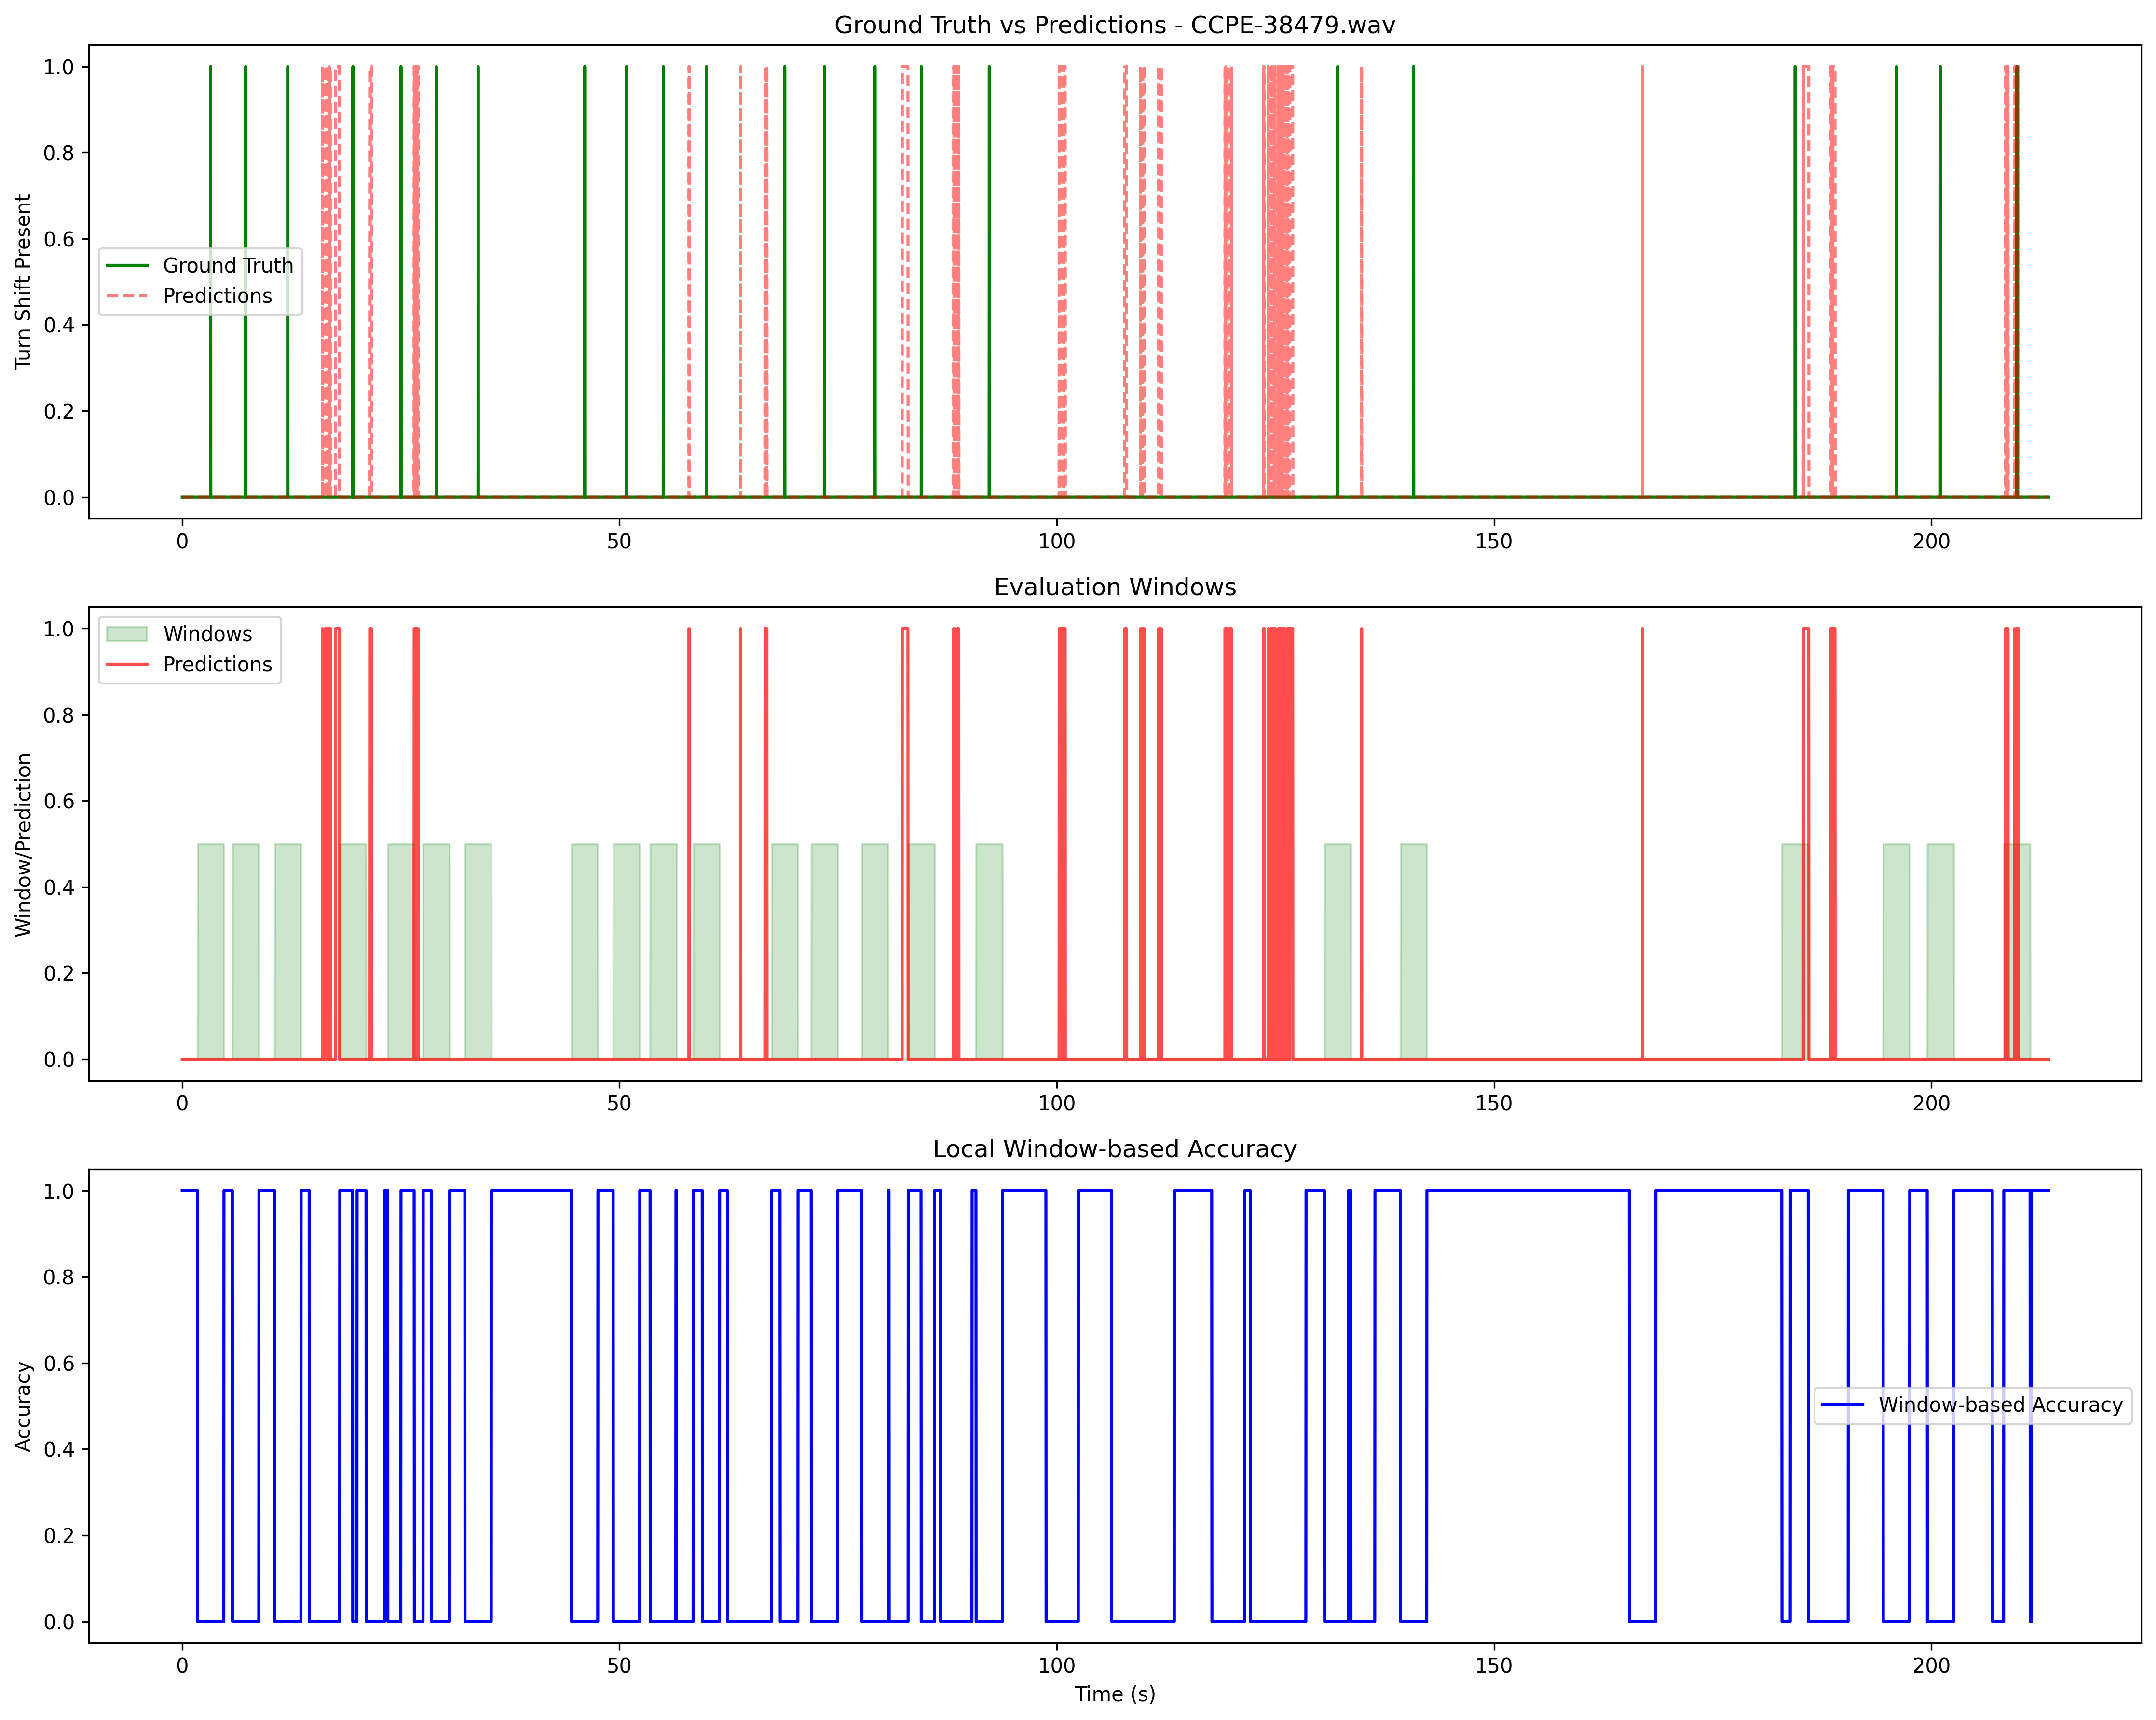 Ground Truth vs Predictions - CCPE-38479.wav
Turn Shift Present
1.0
0.8
0.6
0.4
0.2
0.0
Ground Truth
Predictions
0 50 100 150 200
Evaluation Windows
Window/Prediction
1.0
0.8
0.6
0.4
0.2
0.0
Windows
Predictions
0 50 100 150 200
Local Window-based Accuracy
Accuracy
1.0
0.8
0.6
0.4
0.2
0.0
Window-based Accuracy
0 50 100 150 200
Time (s)